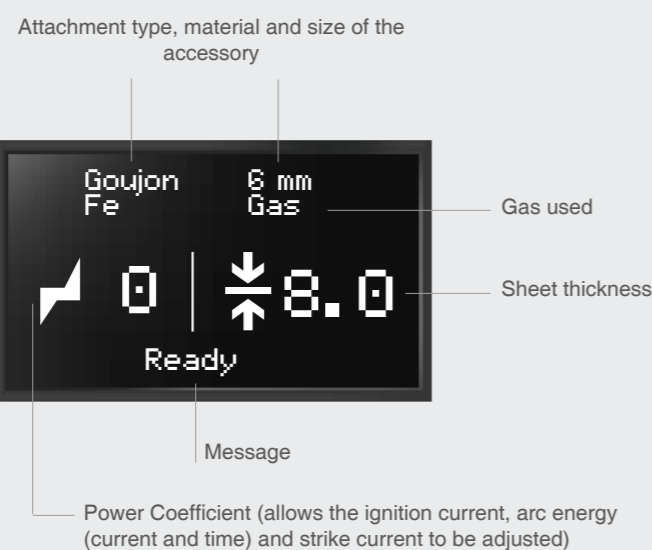 Attachment type, material and size of the
accessory
Goujon 6 mm
Fe Gas
Gas used
0 8.0
Sheet thickness
Ready
Message
Power Coefficient (allows the ignition current, arc energy
(current and time) and strike current to be adjusted)